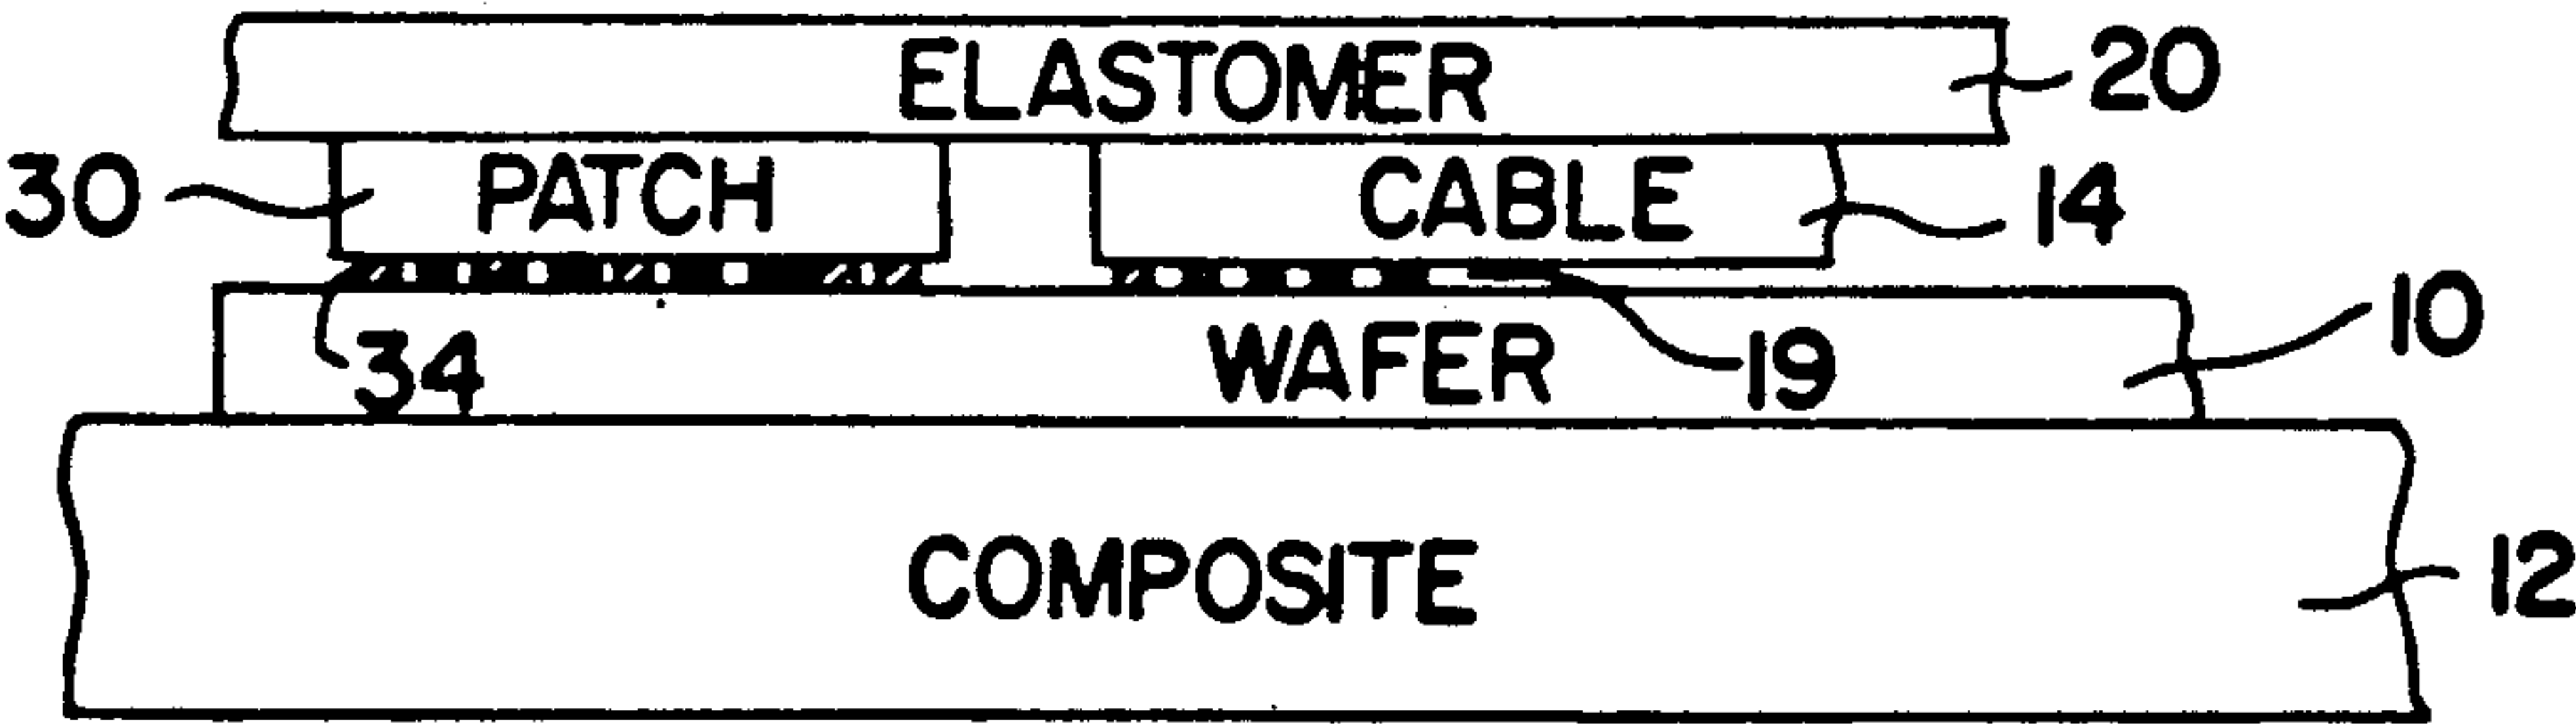 ELASTOMER 20
30 PATCH CABLE 14
34 WAFER 19 10
COMPOSITE 12